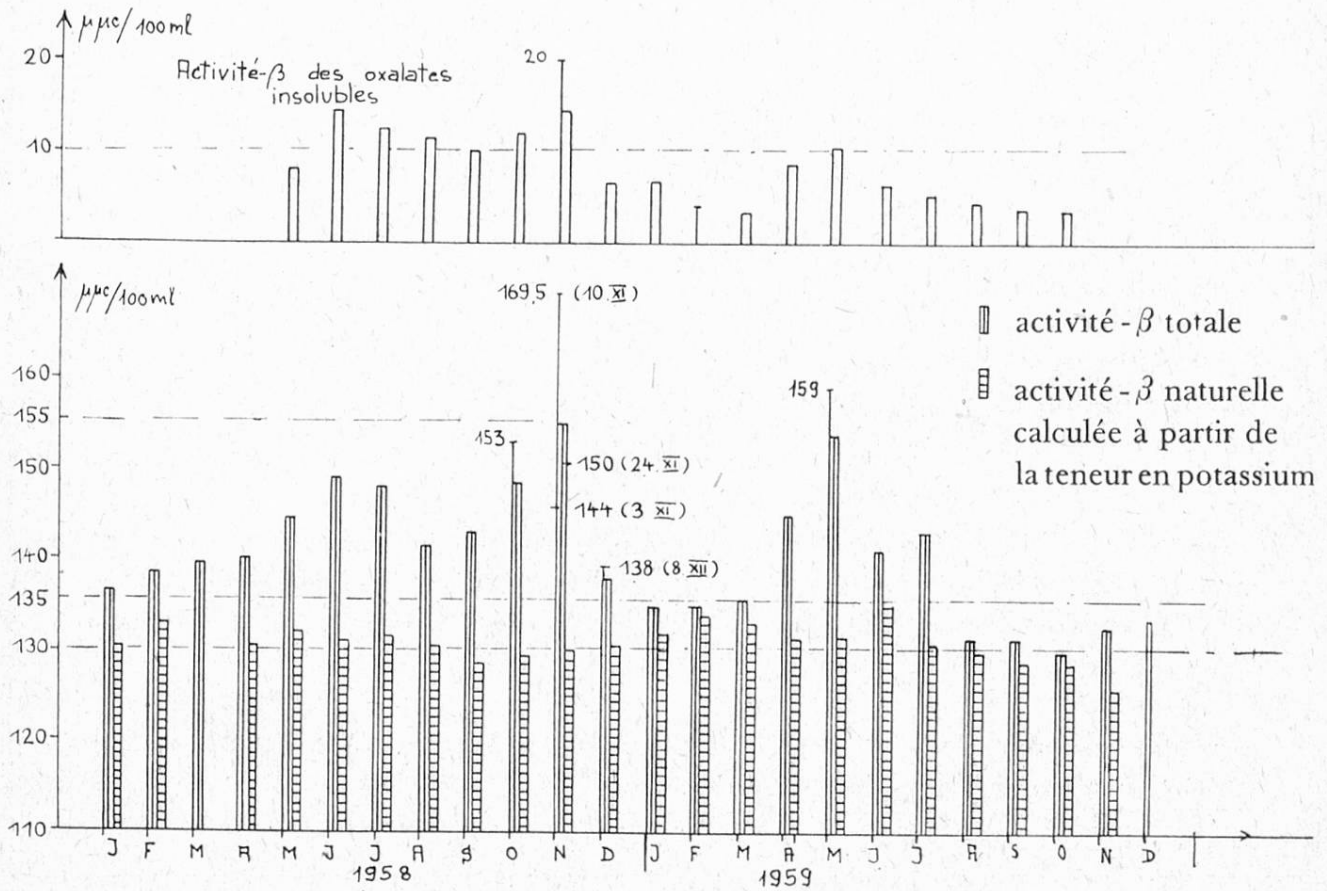 μμc/100ml
20
Activité-β des oxalates
insolubles
20
10
μμc/100ml
169,5 (10.XI)
activité-β totale
160
159
activité-β naturelle
calculée à partir de
la teneur en potassium
155
153
150
150 (24.XI)
144 (3 XI)
140
138 (8 XII)
135
130
120
110
J F M A M J J A S O N D J F M A M J J A S O N D
1958 1959